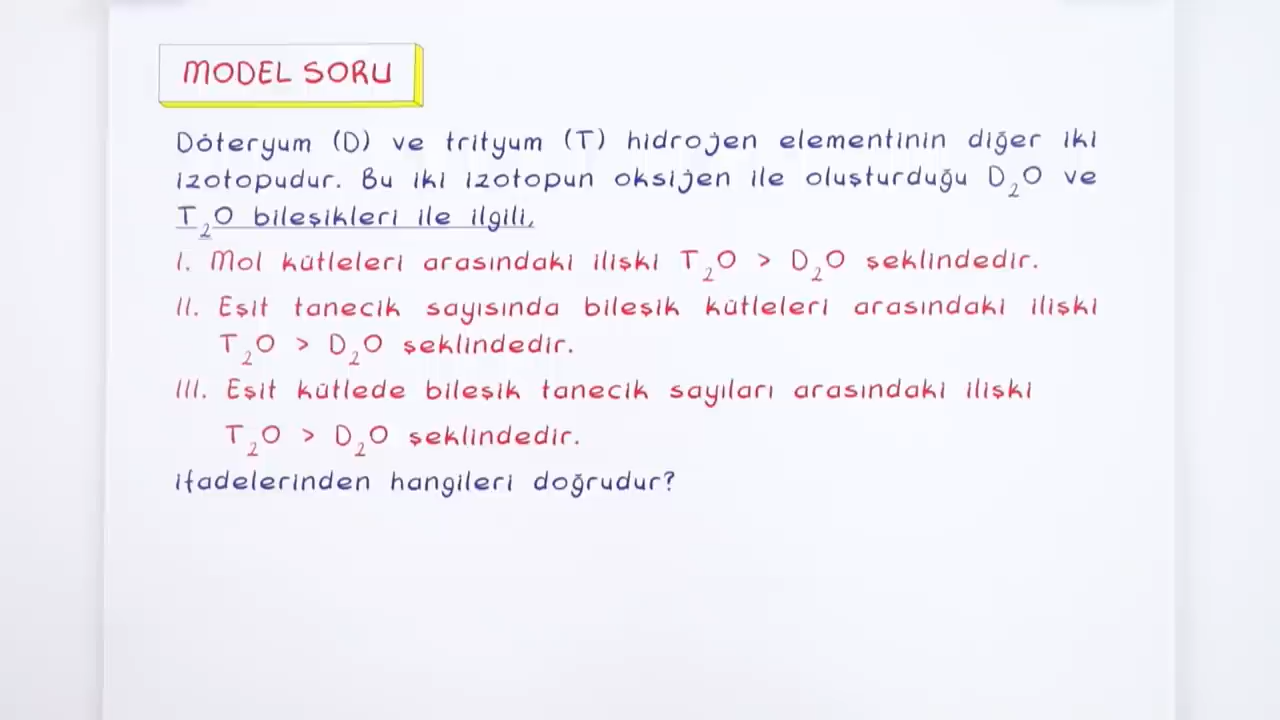 MODEL SORU
Döteryum (D) ve trityum (T) hidrojen elementinin diğer iki
izotopudur. Bu iki izotopun oksijen ile oluşturduğu D₂O ve
T₂O bileşikleri ile ilgili,
I. Mol kütleleri arasındaki ilişki T₂O > D₂O şeklindedir.
II. Eşit tanecik sayısında bileşik kütleleri arasındaki ilişki
T₂O > D₂O şeklindedir.
III. Eşit kütlede bileşik tanecik sayıları arasındaki ilişki
T₂O > D₂O şeklindedir.
ifadelerinden hangileri doğrudur?